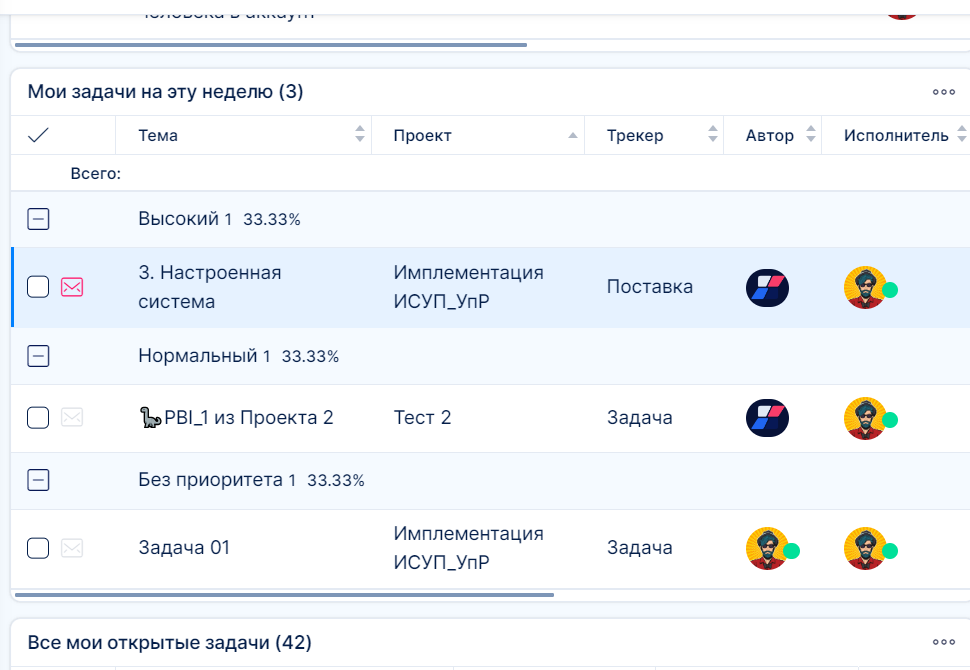 человека в аккаунт
Мои задачи на эту неделю (3)
Тема Проект Трекер Автор Исполнитель
Всего:
Высокий 1 33.33%
3. Настроенная
система
Имплементация
ИСУП_УпР
Поставка
Нормальный 1 33.33%
PBI_1 из Проекта 2 Тест 2 Задача
Без приоритета 1 33.33%
Задача 01
Имплементация
ИСУП_УпР
Задача
Все мои открытые задачи (42)